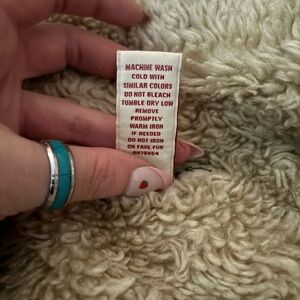 MACHINE WASH
COLD WITH
SIMILAR COLORS
DO NOT BLEACH
TUMBLE DRY LOW
REMOVE
PROMPTLY
WARM IRON
IF NEEDED
DO NOT IRON
ON FAKE FUR